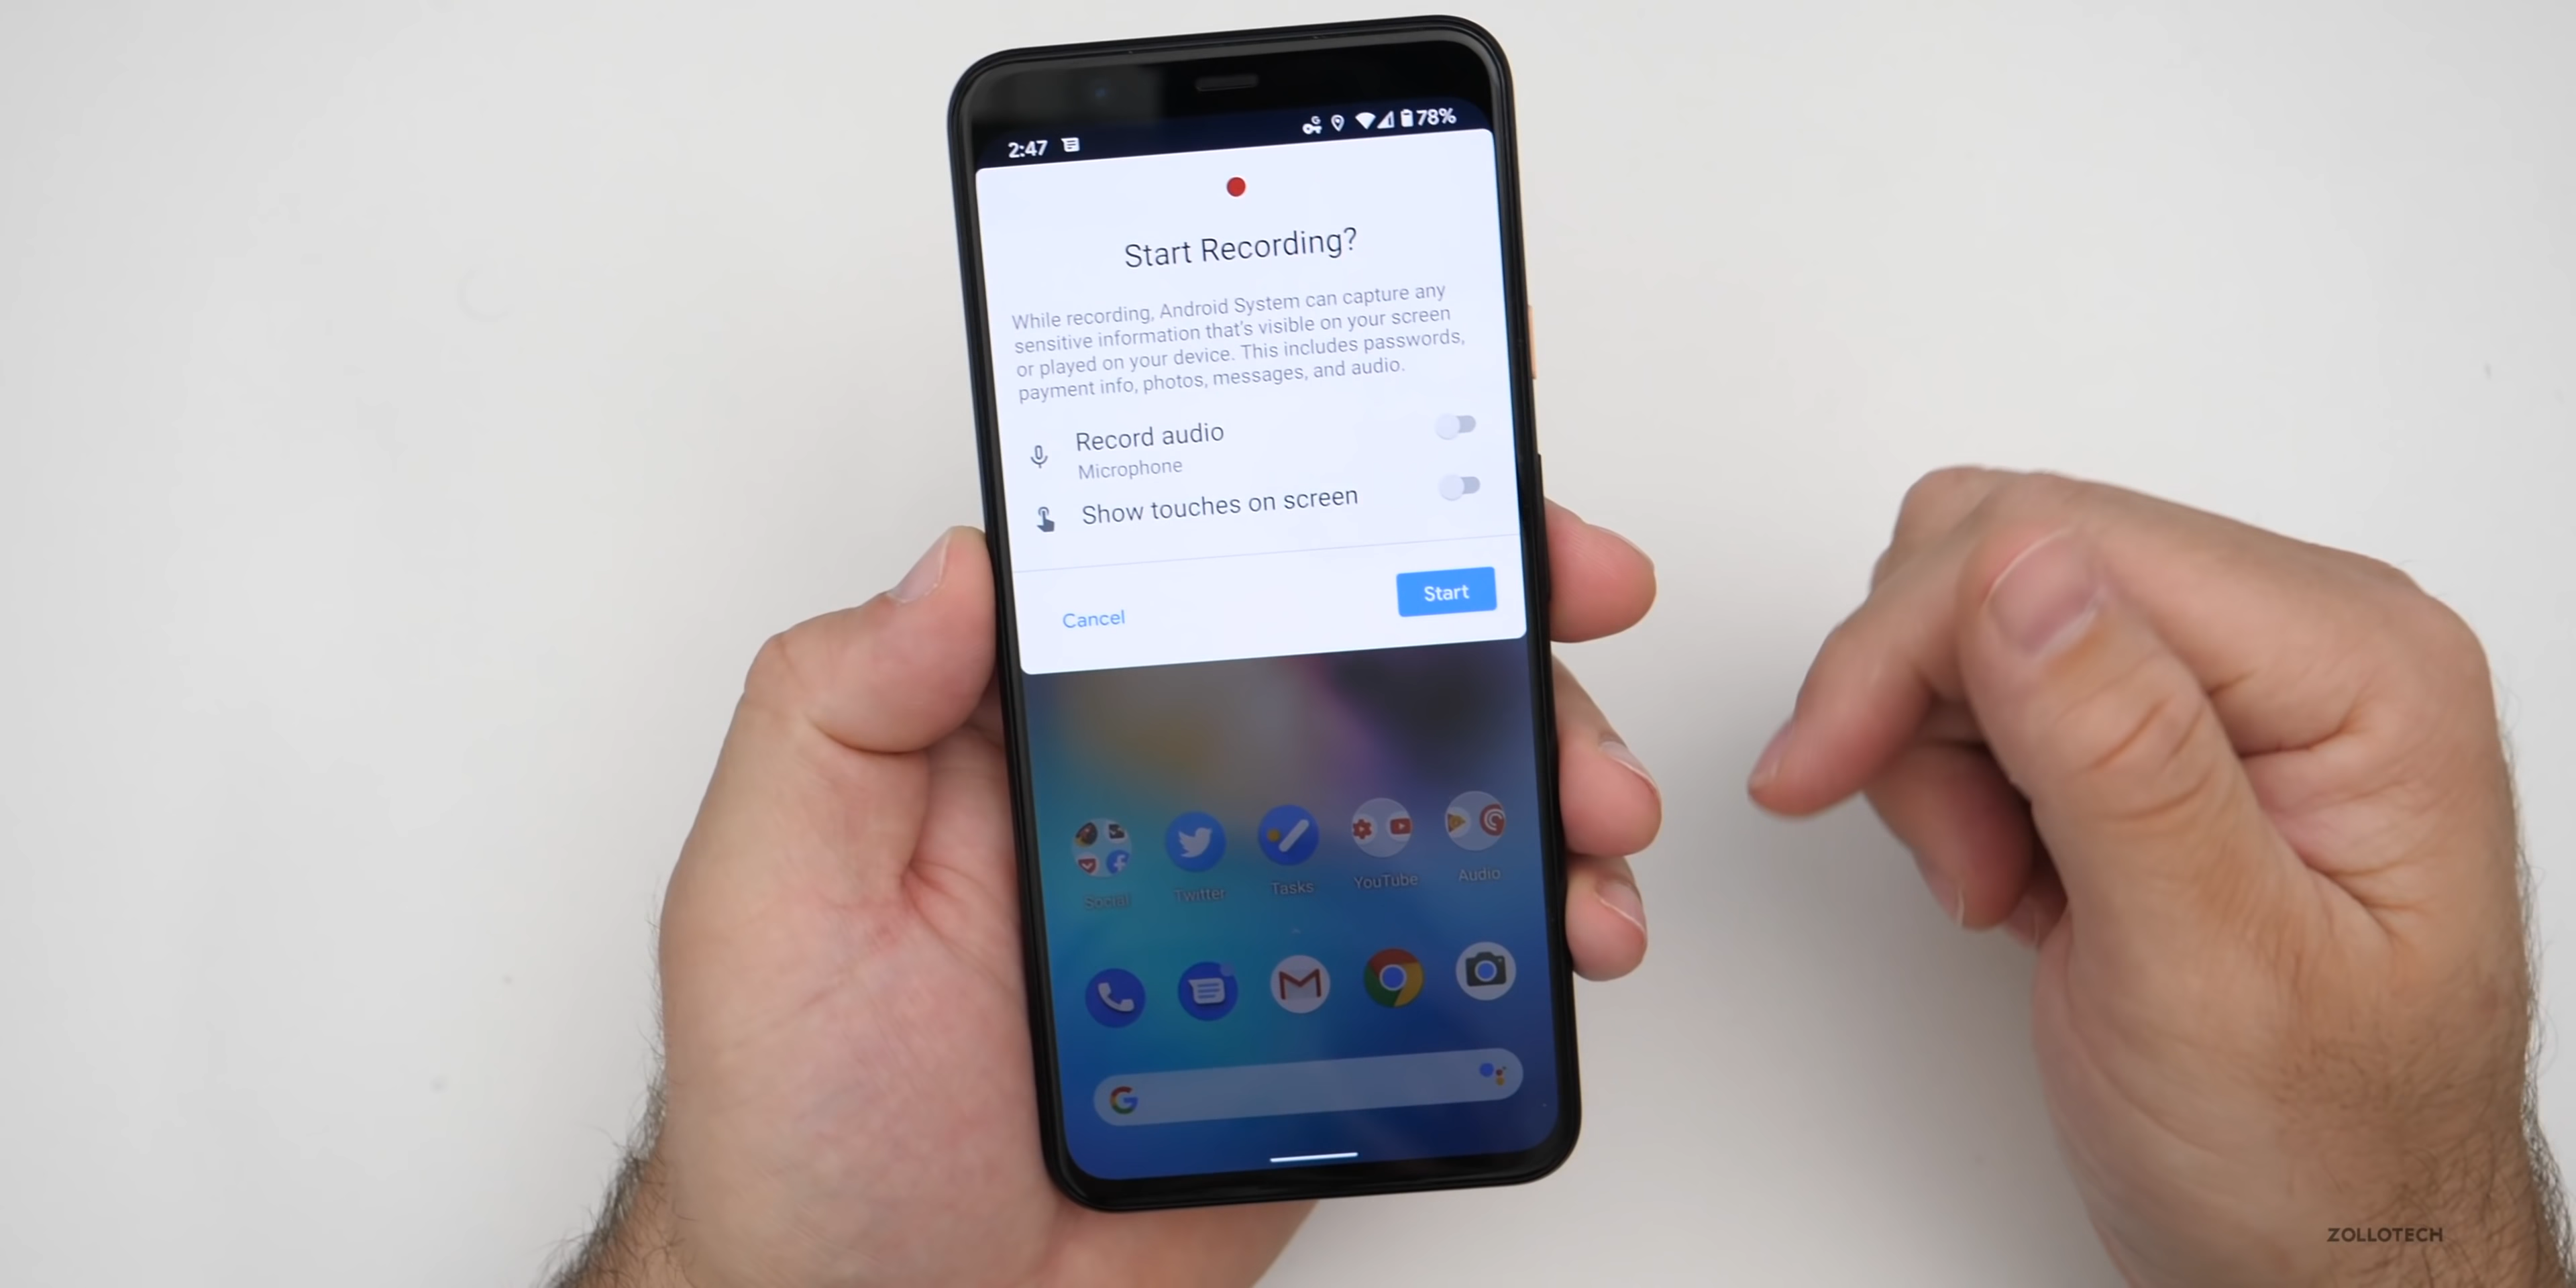 2:47 78%
Start Recording?
While recording, Android System can capture any
sensitive information that's visible on your screen
or played on your device. This includes passwords,
payment info, photos, messages, and audio.
Record audio
Microphone
Show touches on screen
Cancel Start
Social Twitter Tasks YouTube Audio
ZOLLOTECH